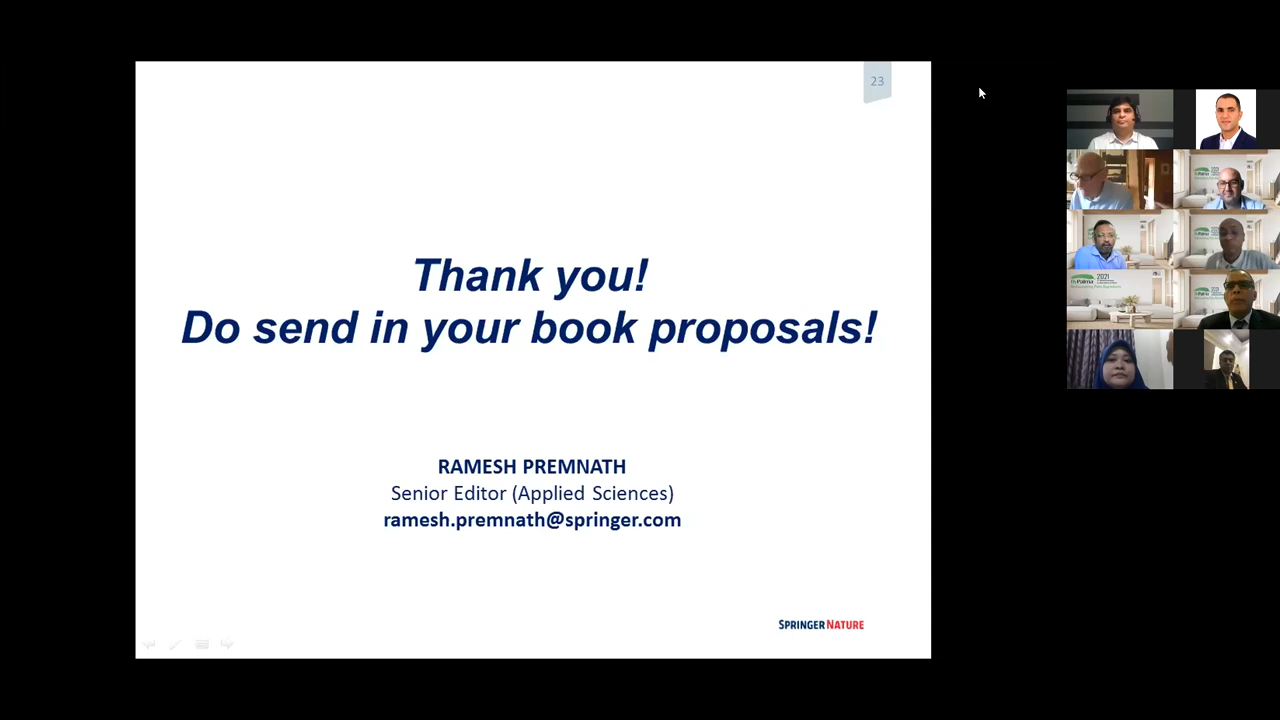 23
Thank you!
Do send in your book proposals!
RAMESH PREMNATH
Senior Editor (Applied Sciences)
ramesh.premnath@springer.com
SPRINGER NATURE
2021